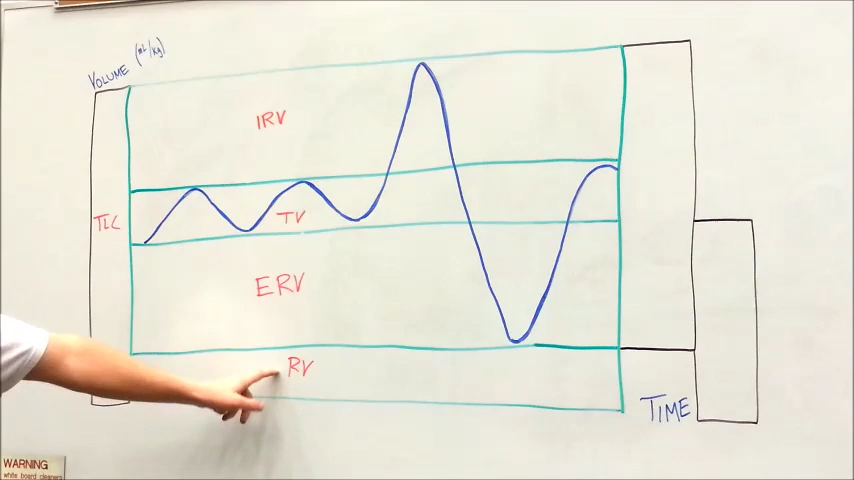 VOLUME (mL/kg)
IRV
TLC
TV
ERV
RV
TIME
WARNING
white board cleaners